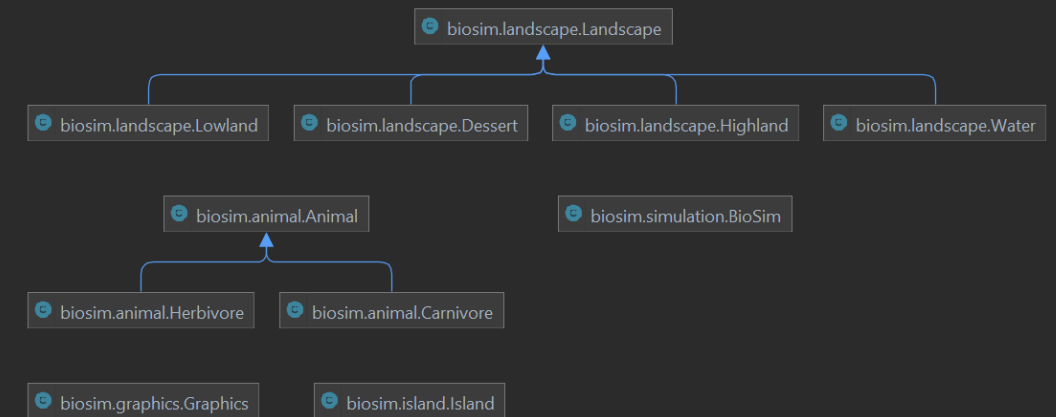 biosim.landscape.Landscape
biosim.landscape.Lowland
biosim.landscape.Dessert
biosim.landscape.Highland
biosim.landscape.Water
biosim.animal.Animal
biosim.simulation.BioSim
biosim.animal.Herbivore
biosim.animal.Carnivore
biosim.graphics.Graphics
biosim.island.Island